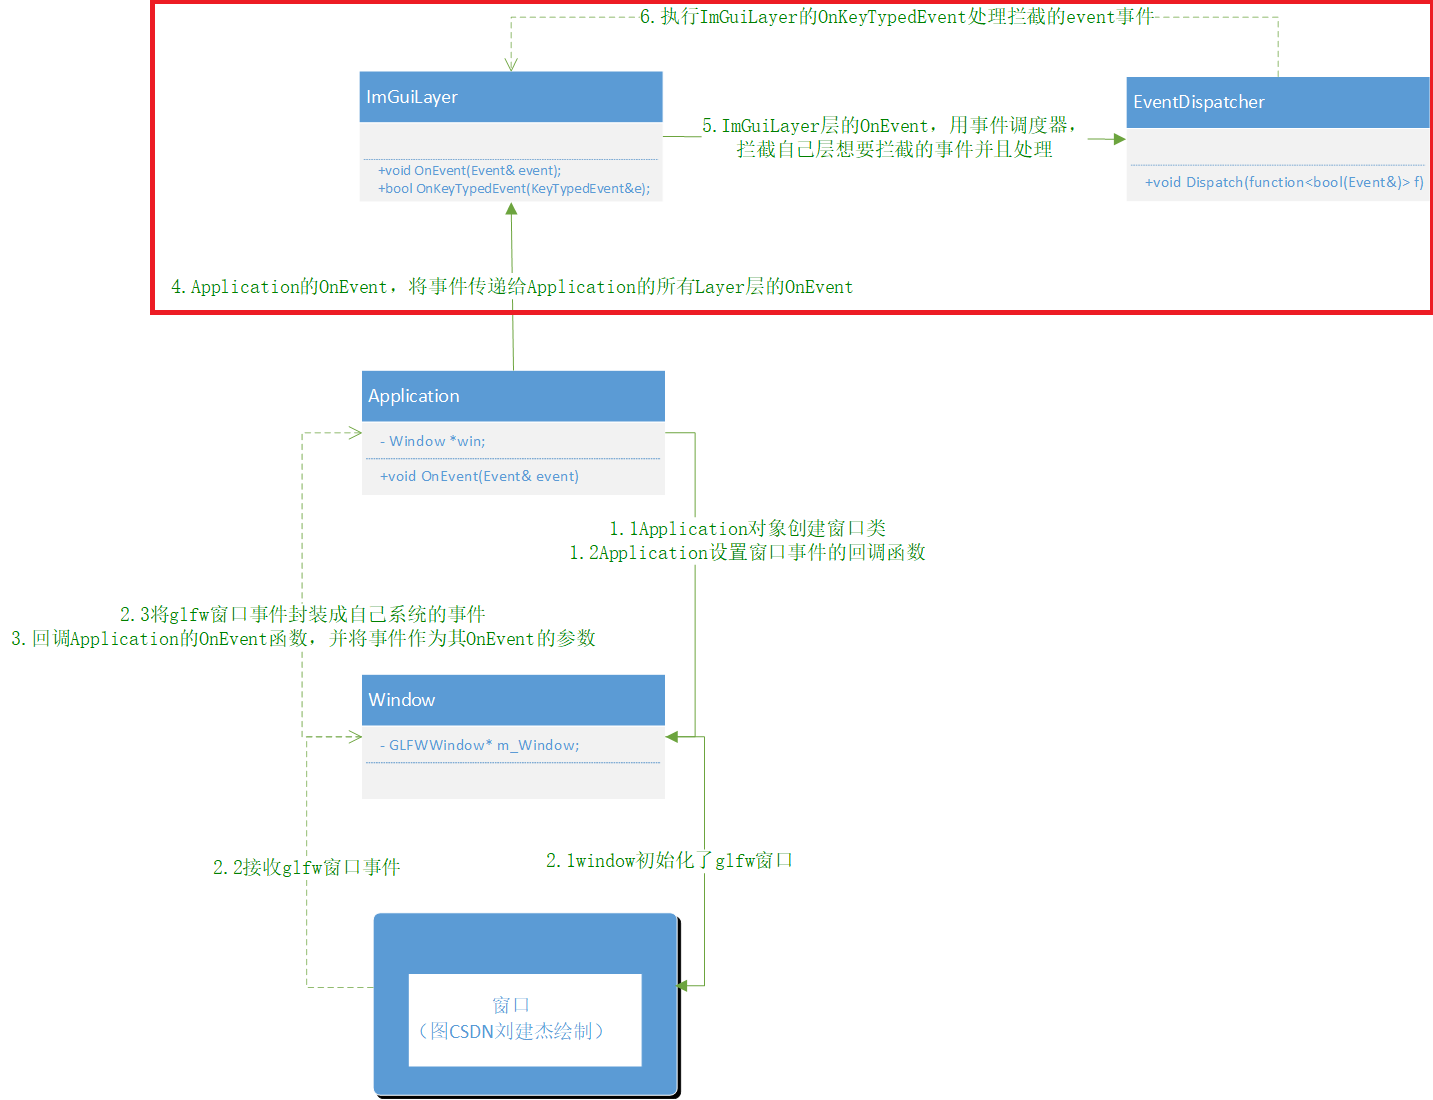 6.执行ImGuiLayer的OnKeyTypedEvent处理拦截的event事件
ImGuiLayer
+void OnEvent(Event& event);
+bool OnKeyTypedEvent(KeyTypedEvent&e);
5.ImGuiLayer层的OnEvent，用事件调度器，
拦截自己层想要拦截的事件并且处理
EventDispatcher
+void Dispatch(function<bool(Event&)> f)
4.Application的OnEvent，将事件传递给Application的所有Layer层的OnEvent
Application
- Window *win;
+void OnEvent(Event& event)
1.1Application对象创建窗口类
1.2Application设置窗口事件的回调函数
2.3将glfw窗口事件封装成自己系统的事件
3.回调Application的OnEvent函数，并将事件作为其OnEvent的参数
Window
- GLFWWindow* m_Window;
2.2接收glfw窗口事件
2.1window初始化了glfw窗口
窗口
（图CSDN刘建杰绘制）